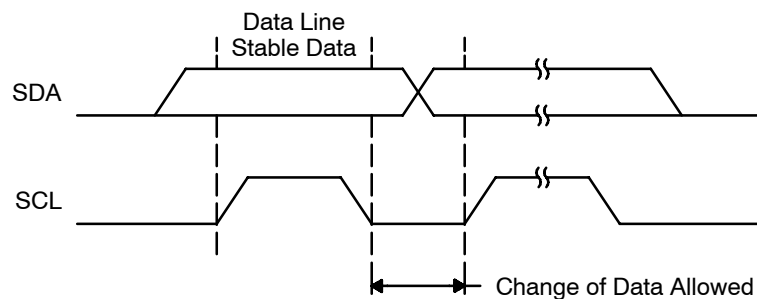 Data Line
Stable Data
SDA
SCL
Change of Data Allowed